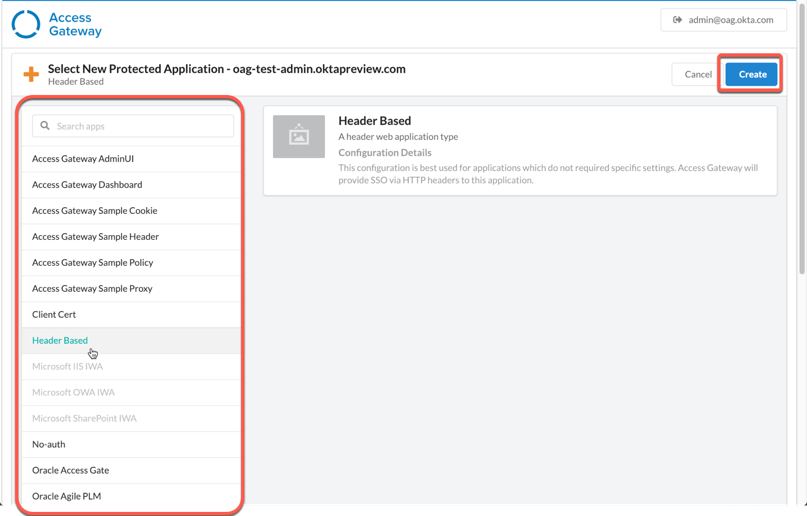 Access
Gateway
admin@oag.okta.com
Select New Protected Application - oag-test-admin.oktapreview.com
Header Based
Cancel
Create
Search apps
Access Gateway AdminUI
Access Gateway Dashboard
Access Gateway Sample Cookie
Access Gateway Sample Header
Access Gateway Sample Policy
Access Gateway Sample Proxy
Client Cert
Header Based
Microsoft IIS IWA
Microsoft OWA IWA
Microsoft SharePoint IWA
No-auth
Oracle Access Gate
Oracle Agile PLM
Header Based
A header web application type
Configuration Details
This configuration is best used for applications which do not required specific settings. Access Gateway will
provide SSO via HTTP headers to this application.